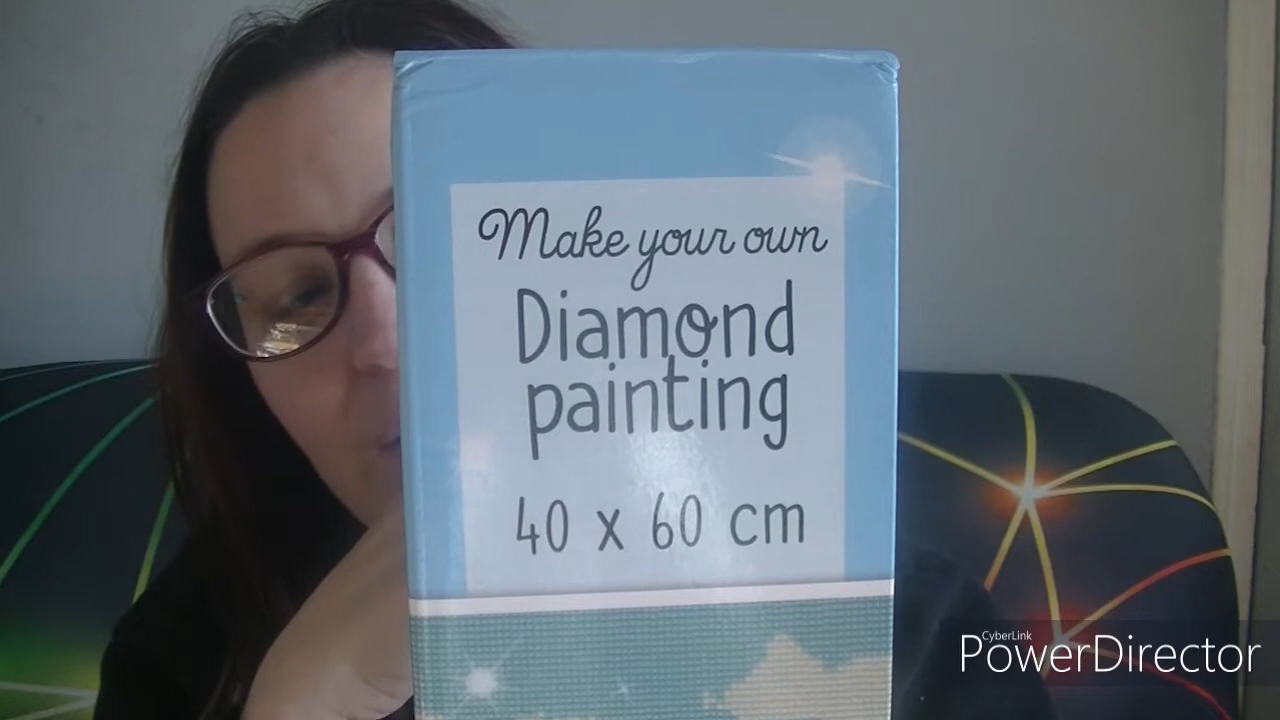 Make your own
Diamond
painting
40 x 60 cm
CyberLink
PowerDirector